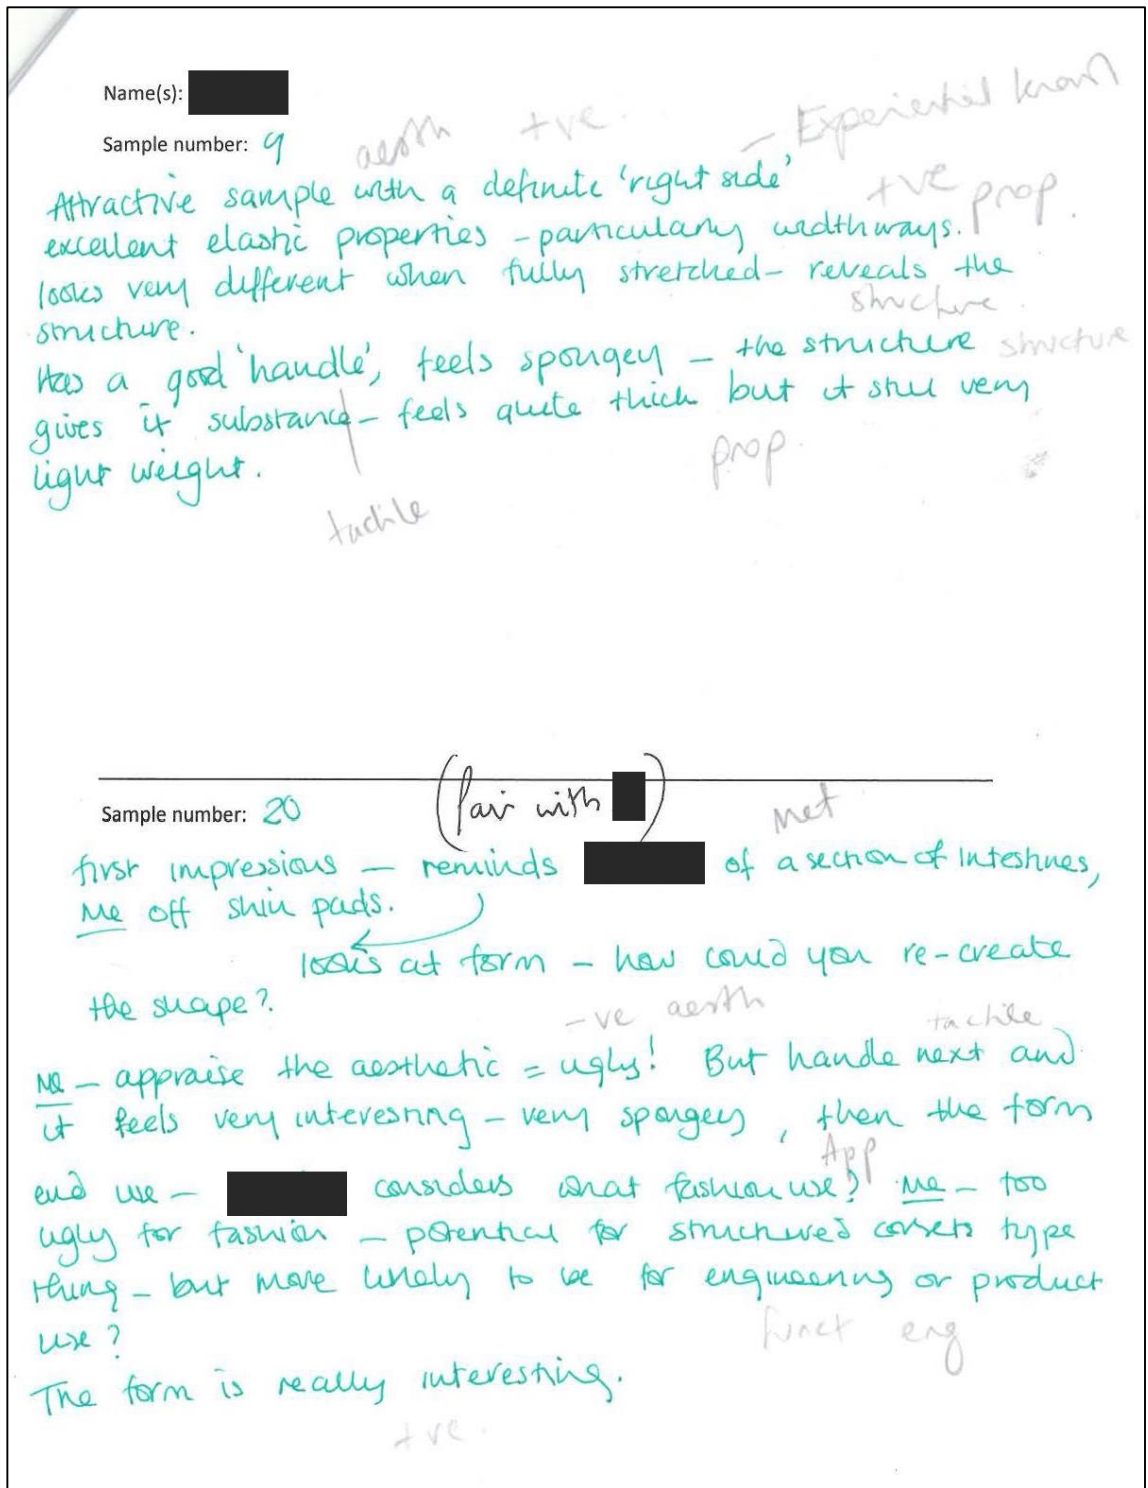 Name(s):
— Experiential know
Sample number: 9 aesth +ve.
Attractive sample with a definite 'right side' +ve prop.
excellent elastic properties - particularly widthways.
looks very different when fully stretched - reveals the
structure. structure.
Has a good 'handle', feels spongey - the structure structure
gives it substance - feels quite thick but it still very
light weight. prop.
tactile
(Pair with )
Sample number: 20 met
first impressions - reminds of a section of intestines,
Me off shin pads.
looks at form - how could you re-create
the shape?
-ve aesth tactile
Me - appraise the aesthetic = ugly! But handle next and
it feels very interesting - very spongey, then the form
App
end use - considers what fashion use? Me - too
ugly for fashion - potential for structured corsets type
thing - but more likely to be for engineering or product
use? funct eng
The form is really interesting.
+ve.